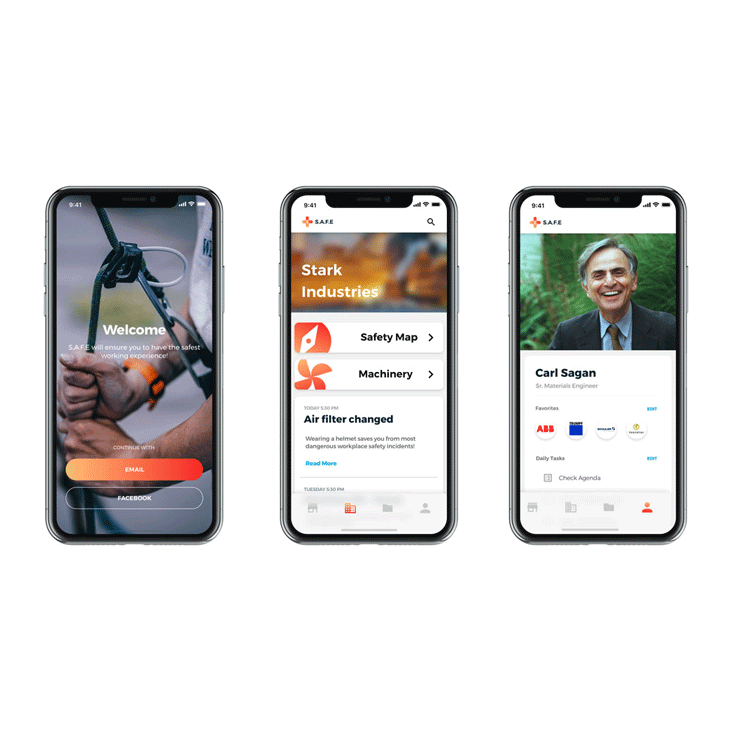 9:41
Welcome
S.A.F.E will ensure you to have the safest
working experience!
CONTINUE WITH
EMAIL
FACEBOOK
9:41
S.A.F.E
Stark
Industries
Safety Map
Machinery
TODAY 5:30 PM
Air filter changed
Wearing a helmet saves you from most
dangerous workplace safety incidents!
Read More
TUESDAY 5:30 PM
9:41
S.A.F.E
Carl Sagan
Sr. Materials Engineer
Favorites
EDIT
ABB
TRUMPF
Daily Tasks
EDIT
Check Agenda